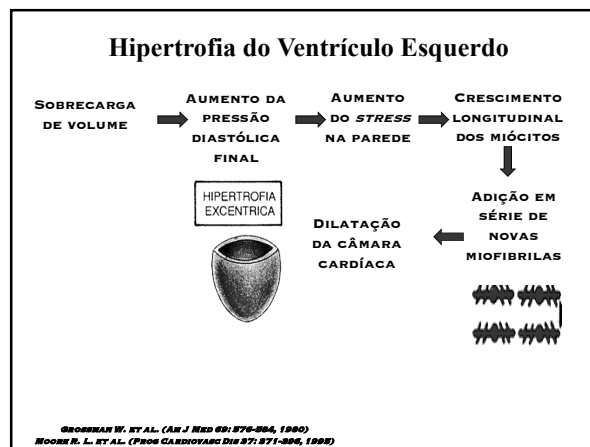 Hipertrofia do Ventrículo Esquerdo
SOBRECARGA
DE VOLUME
AUMENTO DA
PRESSÃO
DIASTÓLICA
FINAL
AUMENTO
DO STRESS
NA PAREDE
CRESCIMENTO
LONGITUDINAL
DOS MIÓCITOS
ADIÇÃO EM
SÉRIE DE
NOVAS
MIOFIBRILAS
DILATAÇÃO
DA CÂMARA
CARDÍACA
HIPERTROFIA
EXCENTRICA
GROSSMAN W. ET AL. (AM J MED 69: 576-584, 1980)
MOORE R. L. ET AL. (PROG CARDIOVASC DIS 37: 371-396, 1995)